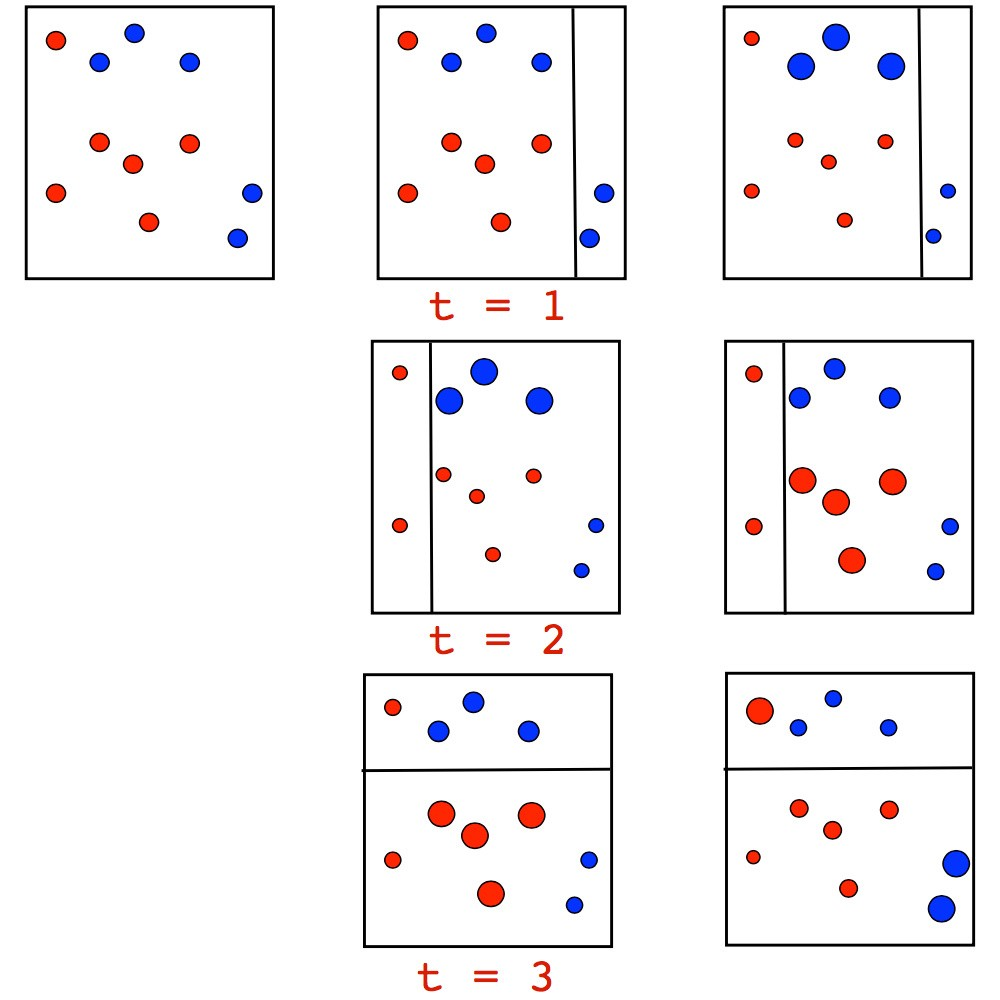 t = 1
t = 2
t = 3